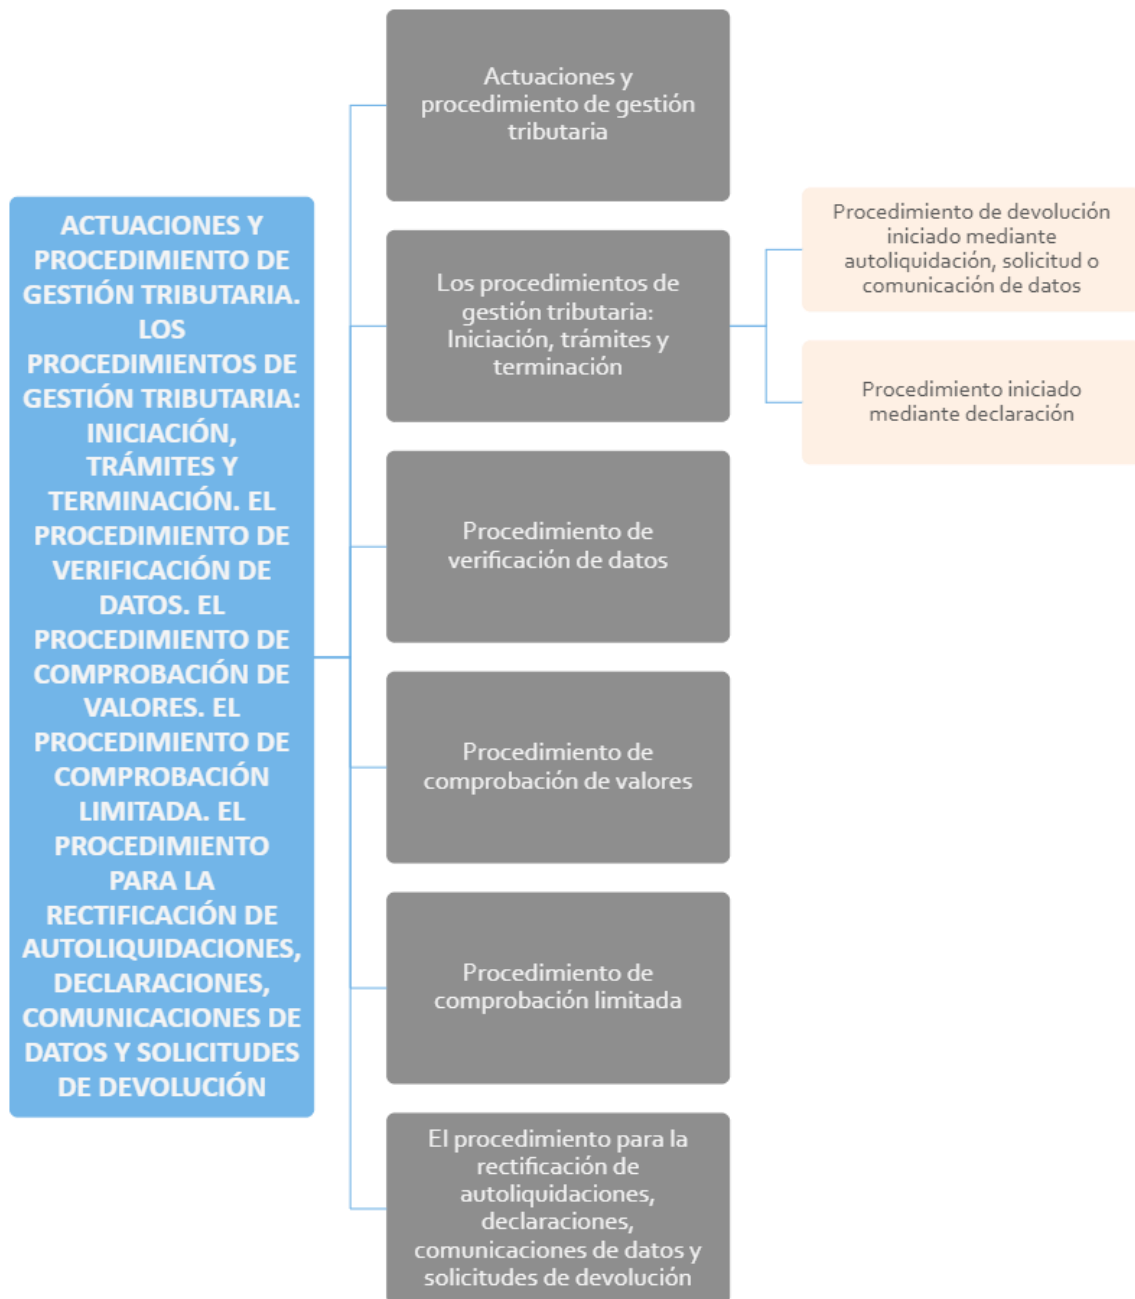 ACTUACIONES Y
PROCEDIMIENTO DE
GESTIÓN TRIBUTARIA.
LOS
PROCEDIMIENTOS DE
GESTIÓN TRIBUTARIA:
INICIACIÓN,
TRÁMITES Y
TERMINACIÓN. EL
PROCEDIMIENTO DE
VERIFICACIÓN DE
DATOS. EL
PROCEDIMIENTO DE
COMPROBACIÓN DE
VALORES. EL
PROCEDIMIENTO DE
COMPROBACIÓN
LIMITADA. EL
PROCEDIMIENTO
PARA LA
RECTIFICACIÓN DE
AUTOLIQUIDACIONES,
DECLARACIONES,
COMUNICACIONES DE
DATOS Y SOLICITUDES
DE DEVOLUCIÓN
Actuaciones y
procedimiento de gestión
tributaria
Los procedimientos de
gestión tributaria:
Iniciación, trámites y
terminación
Procedimiento de devolución
iniciado mediante
autoliquidación, solicitud o
comunicación de datos
Procedimiento iniciado
mediante declaración
Procedimiento de
verificación de datos
Procedimiento de
comprobación de valores
Procedimiento de
comprobación limitada
El procedimiento para la
rectificación de
autoliquidaciones,
declaraciones,
comunicaciones de datos y
solicitudes de devolución